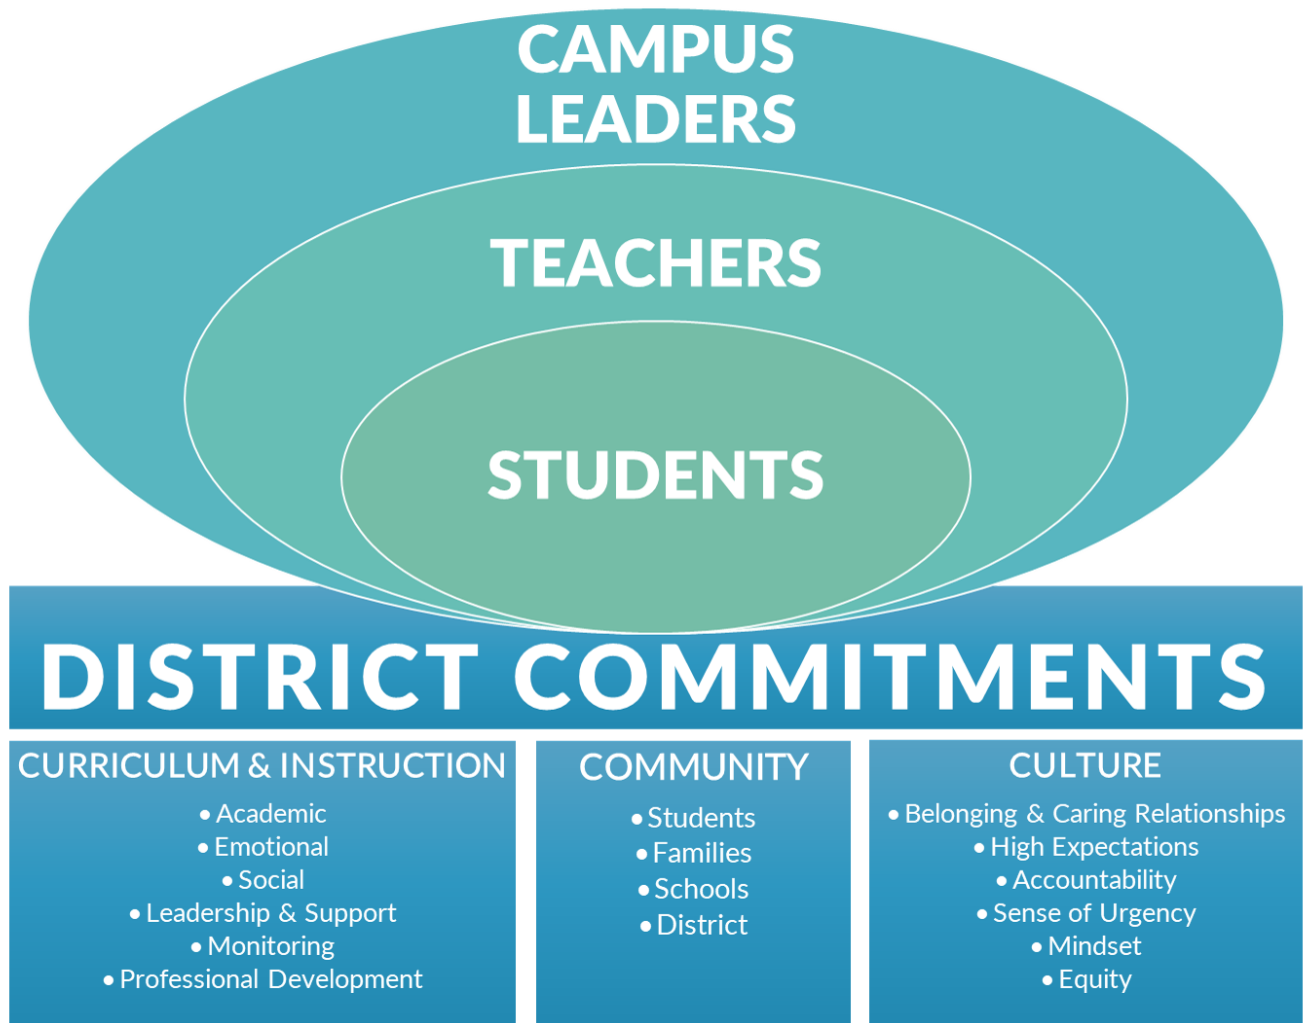 CAMPUS
LEADERS
TEACHERS
STUDENTS
DISTRICT COMMITMENTS
CURRICULUM & INSTRUCTION
• Academic
• Emotional
• Social
• Leadership & Support
• Monitoring
• Professional Development
COMMUNITY
• Students
• Families
• Schools
• District
CULTURE
• Belonging & Caring Relationships
• High Expectations
• Accountability
• Sense of Urgency
• Mindset
• Equity